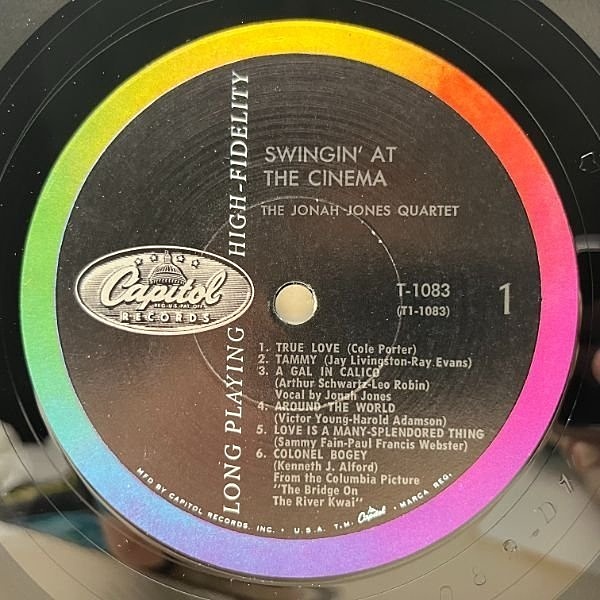 SWINGIN' AT
THE CINEMA
THE JONAH JONES QUARTET
LONG PLAYING HIGH-FIDELITY
Capitol
REG. U.S. PAT. OFF.
RECORDS
T-1083
(T1-1083)
1
1. TRUE LOVE (Cole Porter)
2. TAMMY (Jay Livingston-Ray Evans)
3. A GAL IN CALICO
(Arthur Schwartz-Leo Robin)
Vocal by Jonah Jones
4. AROUND THE WORLD
(Victor Young-Harold Adamson)
5. LOVE IS A MANY-SPLENDORED THING
(Sammy Fain-Paul Francis Webster)
6. COLONEL BOGEY
(Kenneth J. Alford)
From the Columbia Picture
"The Bridge On
The River Kwai"
MFD BY CAPITOL RECORDS, INC. • U.S.A. T.M. Capitol • MARCA REG.